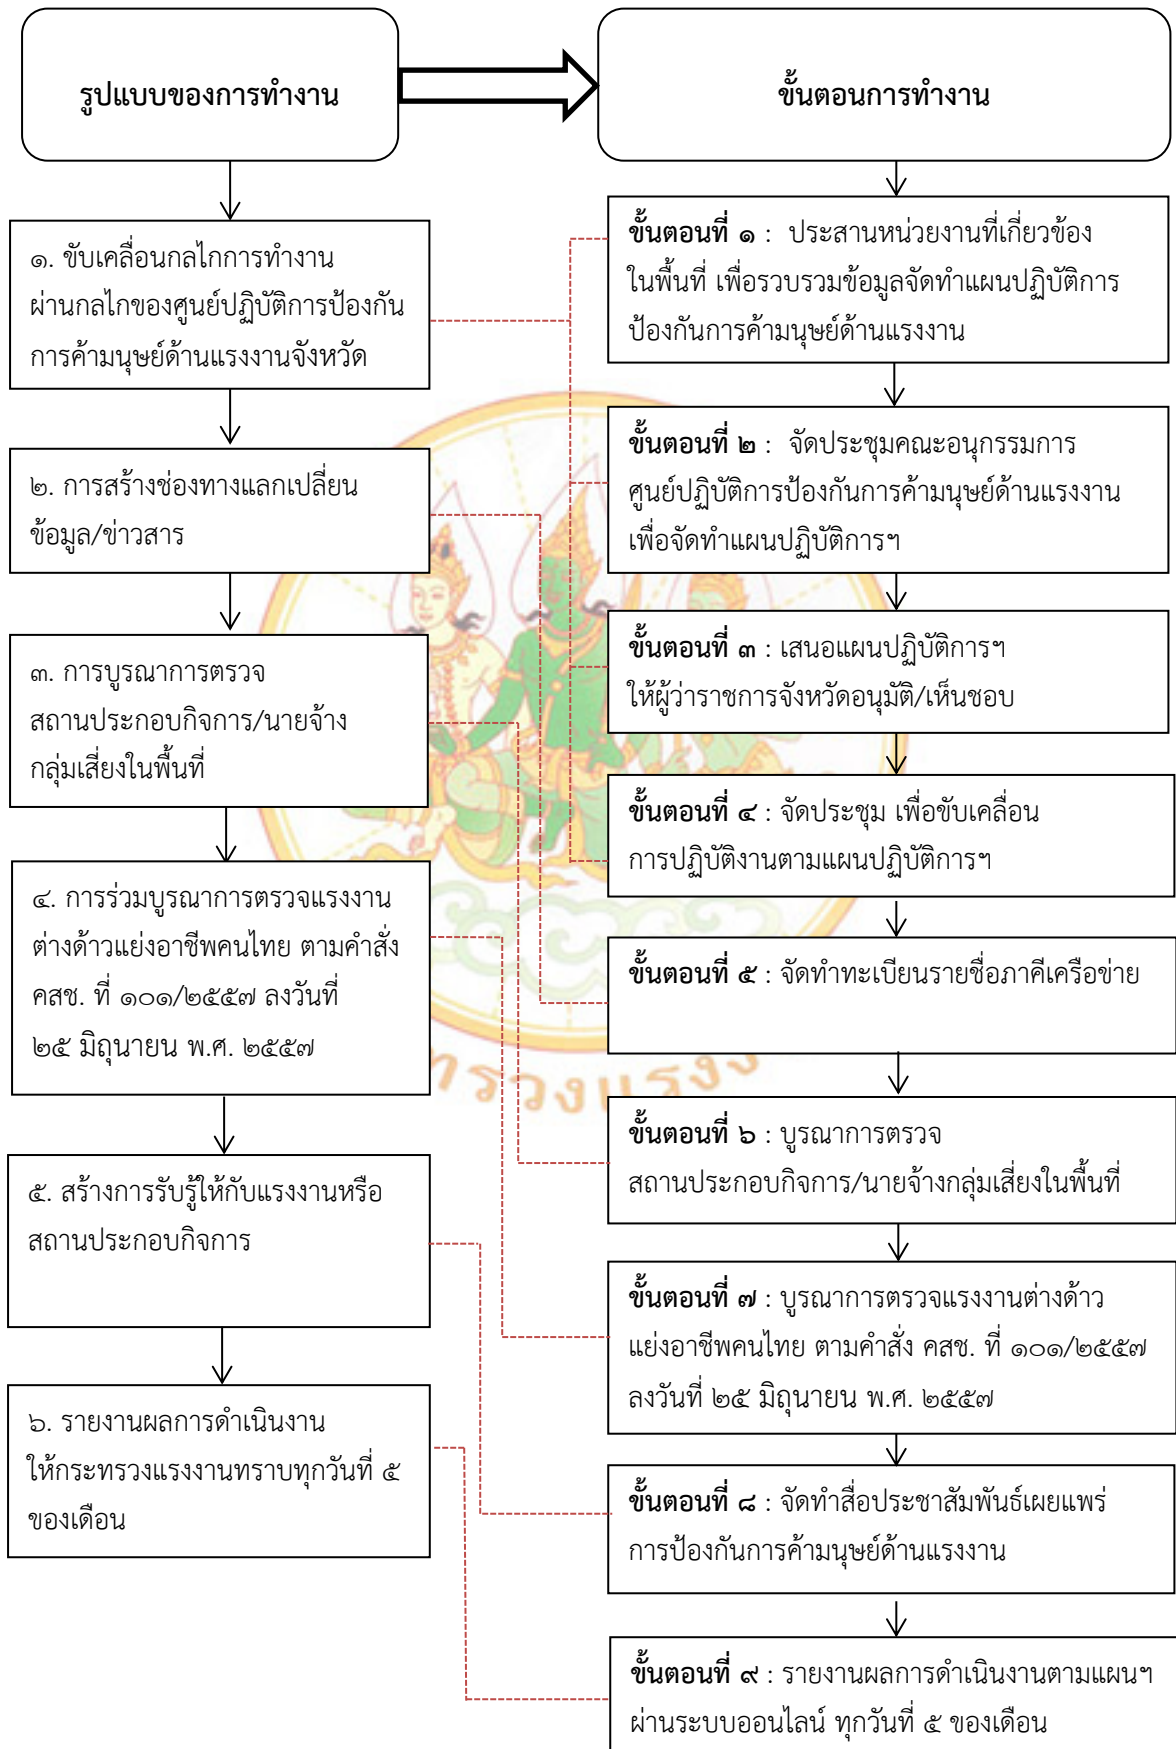 รูปแบบของการทำงาน
ขั้นตอนการทำงาน
๑. ขับเคลื่อนกลไกการทำงาน
ผ่านกลไกของศูนย์ปฏิบัติการป้องกัน
การค้ามนุษย์ด้านแรงงานจังหวัด
๒. การสร้างช่องทางแลกเปลี่ยน
ข้อมูล/ข่าวสาร
๓. การบูรณาการตรวจ
สถานประกอบกิจการ/นายจ้าง
กลุ่มเสี่ยงในพื้นที่
๔. การร่วมบูรณาการตรวจแรงงาน
ต่างด้าวแย่งอาชีพคนไทย ตามคำสั่ง
คสช. ที่ ๑๐๑/๒๕๕๗ ลงวันที่
๒๕ มิถุนายน พ.ศ. ๒๕๕๗
๕. สร้างการรับรู้ให้กับแรงงานหรือ
สถานประกอบกิจการ
๖. รายงานผลการดำเนินงาน
ให้กระทรวงแรงงานทราบทุกวันที่ ๕
ของเดือน
ขั้นตอนที่ ๑ : ประสานหน่วยงานที่เกี่ยวข้อง
ในพื้นที่ เพื่อรวบรวมข้อมูลจัดทำแผนปฏิบัติการ
ป้องกันการค้ามนุษย์ด้านแรงงาน
ขั้นตอนที่ ๒ : จัดประชุมคณะอนุกรรมการ
ศูนย์ปฏิบัติการป้องกันการค้ามนุษย์ด้านแรงงาน
เพื่อจัดทำแผนปฏิบัติการฯ
ขั้นตอนที่ ๓ : เสนอแผนปฏิบัติการฯ
ให้ผู้ว่าราชการจังหวัดอนุมัติ/เห็นชอบ
ขั้นตอนที่ ๔ : จัดประชุม เพื่อขับเคลื่อน
การปฏิบัติงานตามแผนปฏิบัติการฯ
ขั้นตอนที่ ๕ : จัดทำทะเบียนรายชื่อภาคีเครือข่าย
ขั้นตอนที่ ๖ : บูรณาการตรวจ
สถานประกอบกิจการ/นายจ้างกลุ่มเสี่ยงในพื้นที่
ขั้นตอนที่ ๗ : บูรณาการตรวจแรงงานต่างด้าว
แย่งอาชีพคนไทย ตามคำสั่ง คสช. ที่ ๑๐๑/๒๕๕๗
ลงวันที่ ๒๕ มิถุนายน พ.ศ. ๒๕๕๗
ขั้นตอนที่ ๘ : จัดทำสื่อประชาสัมพันธ์เผยแพร่
การป้องกันการค้ามนุษย์ด้านแรงงาน
ขั้นตอนที่ ๙ : รายงานผลการดำเนินงานตามแผนฯ
ผ่านระบบออนไลน์ ทุกวันที่ ๕ ของเดือน